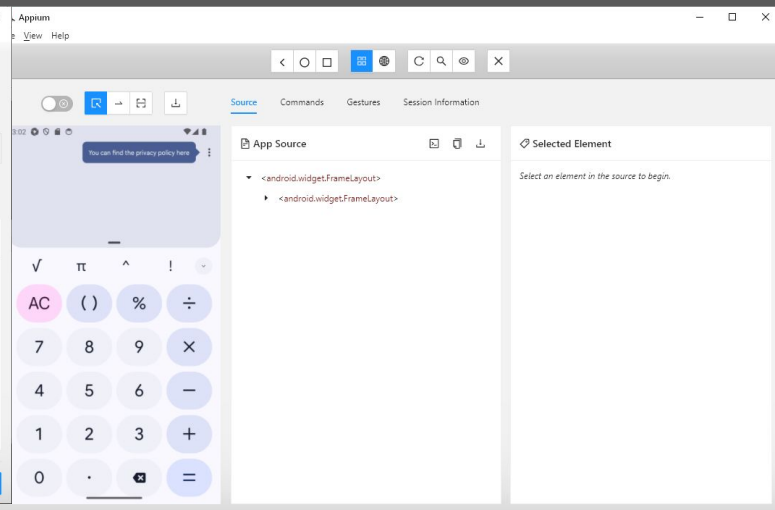 Appium
View Help
Source Commands Gestures Session Information
3:02
You can find the privacy policy here
App Source
Selected Element
<android.widget.FrameLayout>
<android.widget.FrameLayout>
Select an element in the source to begin.
√ π ^ !
AC ( ) % ÷
7 8 9 ×
4 5 6 −
1 2 3 +
0 . =